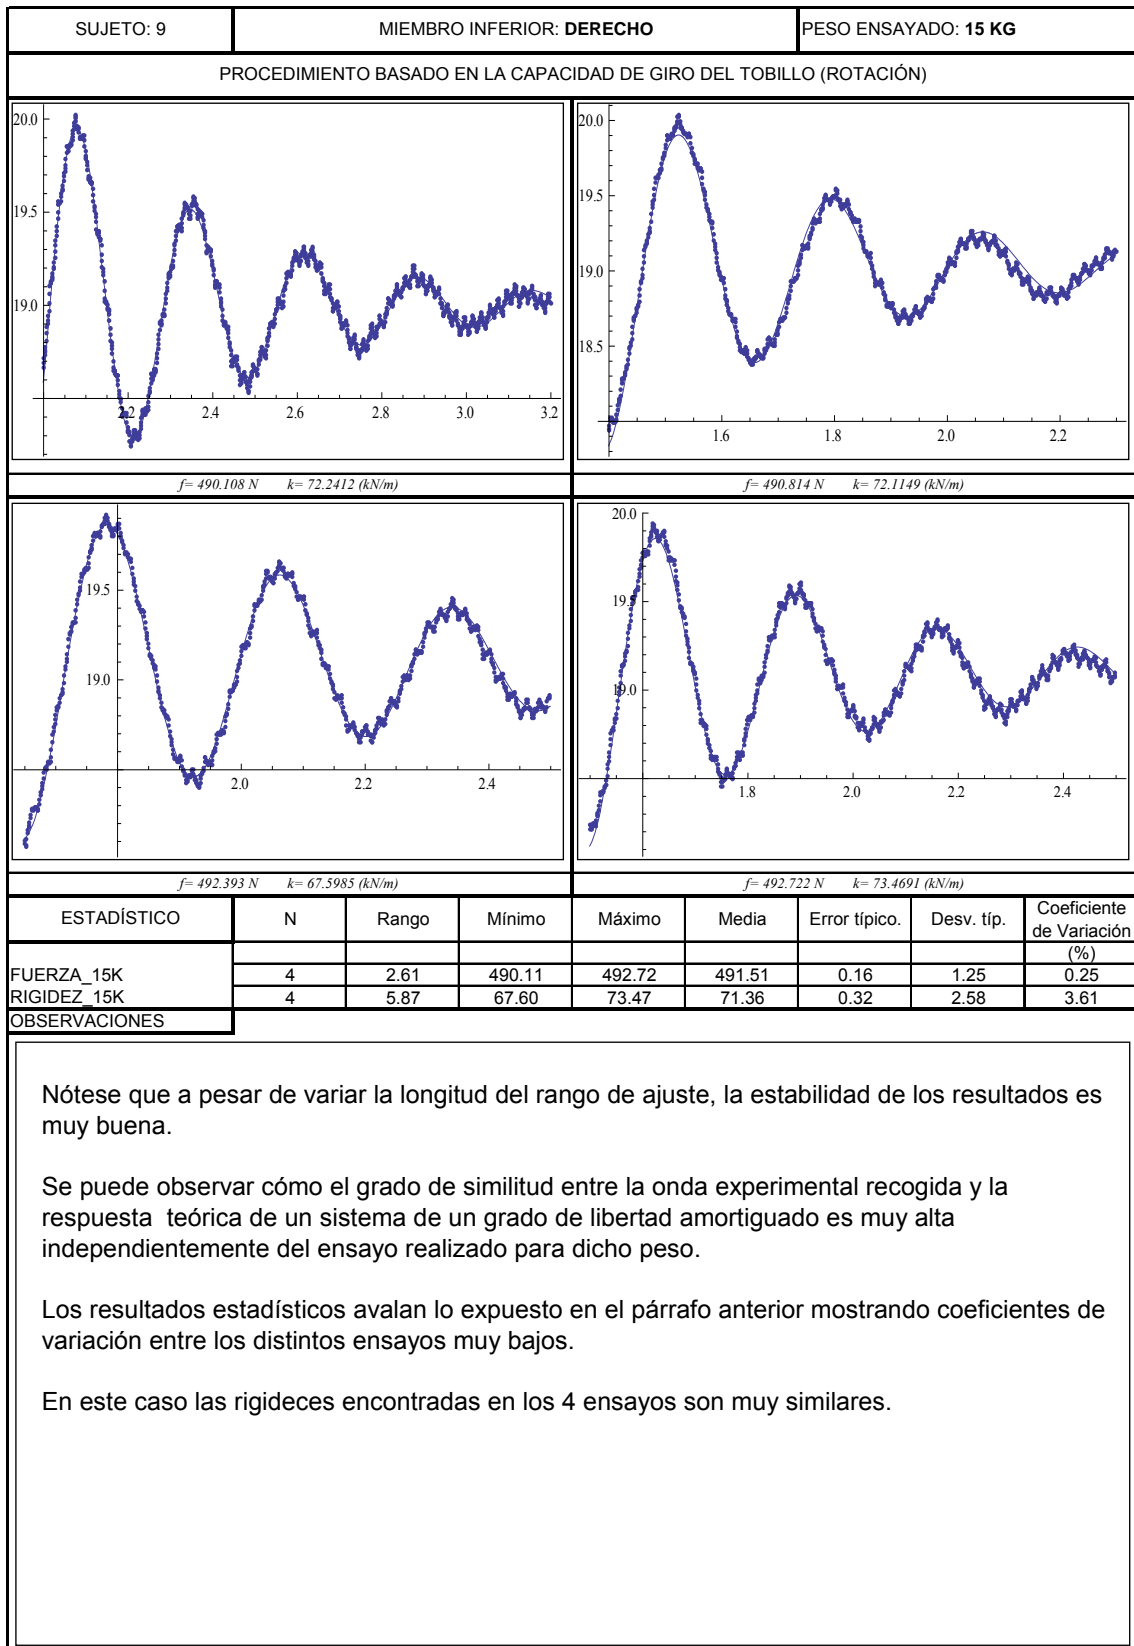 SUJETO: 9 MIEMBRO INFERIOR: DERECHO PESO ENSAYADO: 15 KG
PROCEDIMIENTO BASADO EN LA CAPACIDAD DE GIRO DEL TOBILLO (ROTACIÓN)
20.0
19.5
19.0
2.2 2.4 2.6 2.8 3.0 3.2
20.0
19.5
19.0
18.5
1.6 1.8 2.0 2.2
f= 490.108 N k= 72.2412 (kN/m) f= 490.814 N k= 72.1149 (kN/m)
19.5
19.0
2.0 2.2 2.4
20.0
19.5
19.0
1.8 2.0 2.2 2.4
f= 492.393 N k= 67.5985 (kN/m) f= 492.722 N k= 73.4691 (kN/m)
ESTADÍSTICO N Rango Mínimo Máximo Media Error típico. Desv. típ. Coeficiente de Variación
(%)
FUERZA_15K 4 2.61 490.11 492.72 491.51 0.16 1.25 0.25
RIGIDEZ_15K 4 5.87 67.60 73.47 71.36 0.32 2.58 3.61
OBSERVACIONES
Nótese que a pesar de variar la longitud del rango de ajuste, la estabilidad de los resultados es
muy buena.
Se puede observar cómo el grado de similitud entre la onda experimental recogida y la
respuesta teórica de un sistema de un grado de libertad amortiguado es muy alta
independientemente del ensayo realizado para dicho peso.
Los resultados estadísticos avalan lo expuesto en el párrafo anterior mostrando coeficientes de
variación entre los distintos ensayos muy bajos.
En este caso las rigideces encontradas en los 4 ensayos son muy similares.